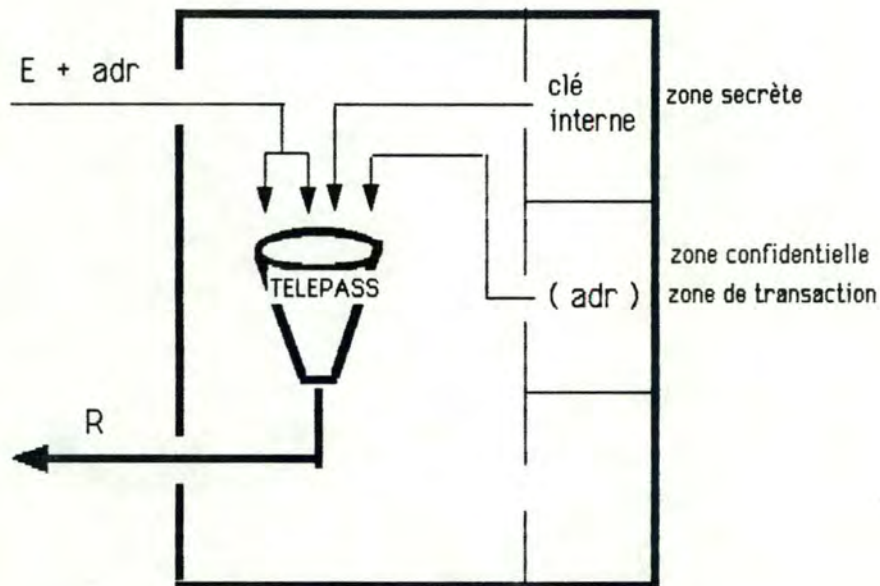 E + adr
clé
interne
zone secrète
TELEPASS
zone confidentielle
( adr )
zone de transaction
R